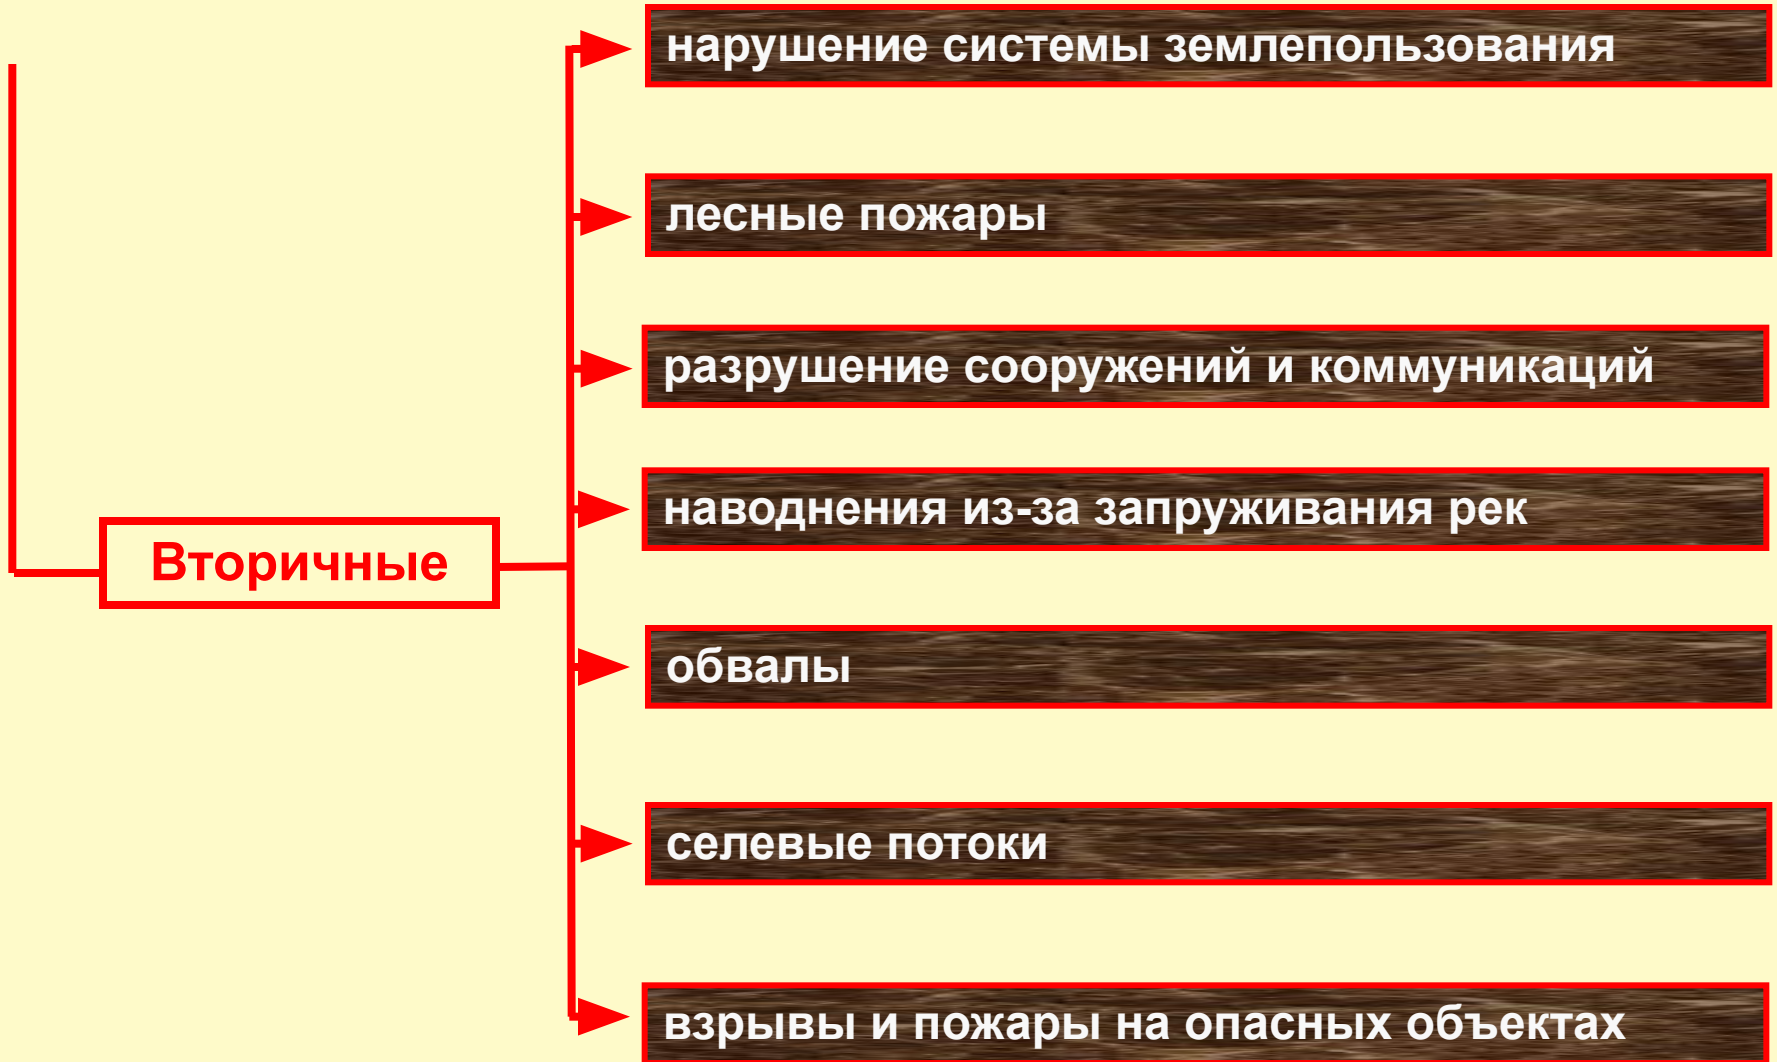 нарушение системы землепользования
лесные пожары
разрушение сооружений и коммуникаций
наводнения из-за запруживания рек
Вторичные
обвалы
селевые потоки
взрывы и пожары на опасных объектах